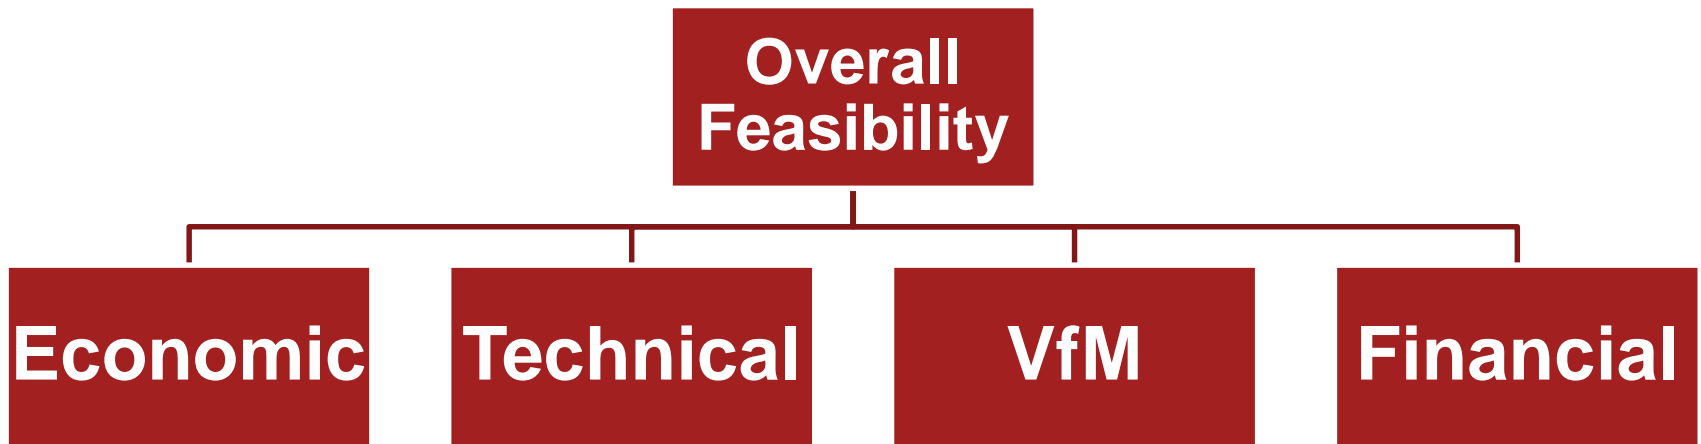 Overall
Feasibility
Economic
Technical
VfM
Financial